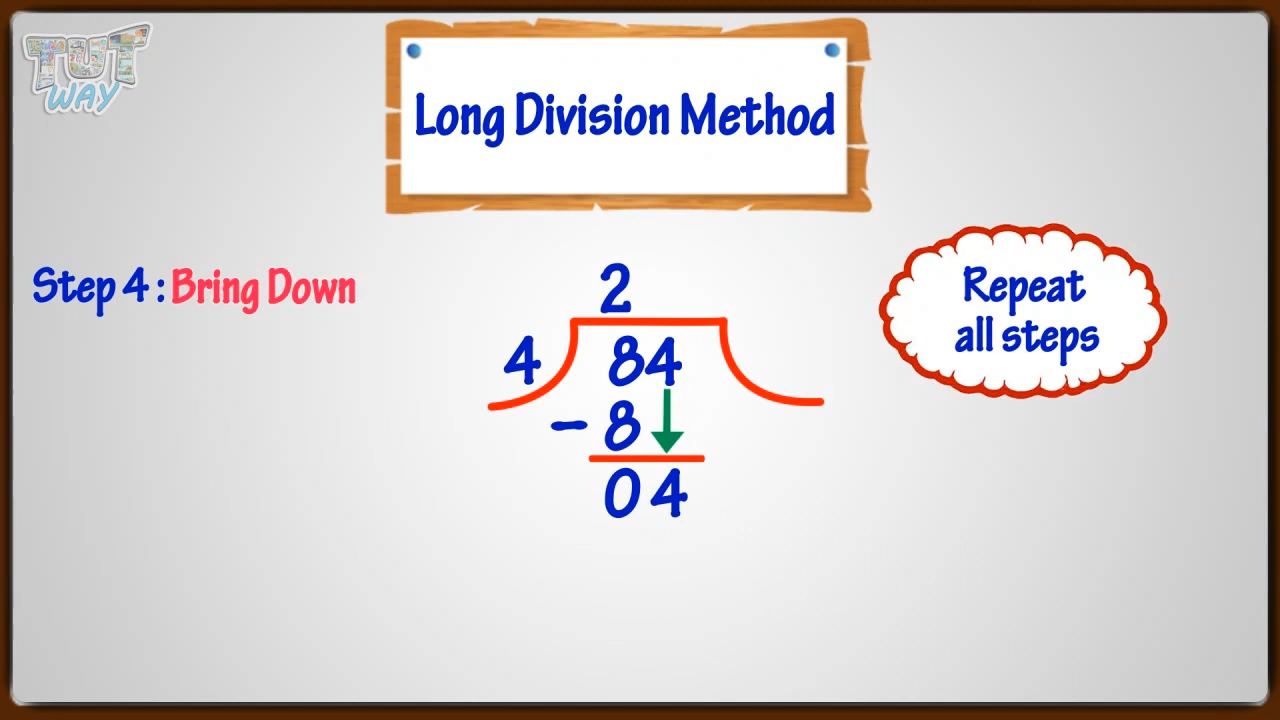 TUT
WAY
Long Division Method
Step 4 : Bring Down
Repeat
all steps
2
4 84
- 8
04